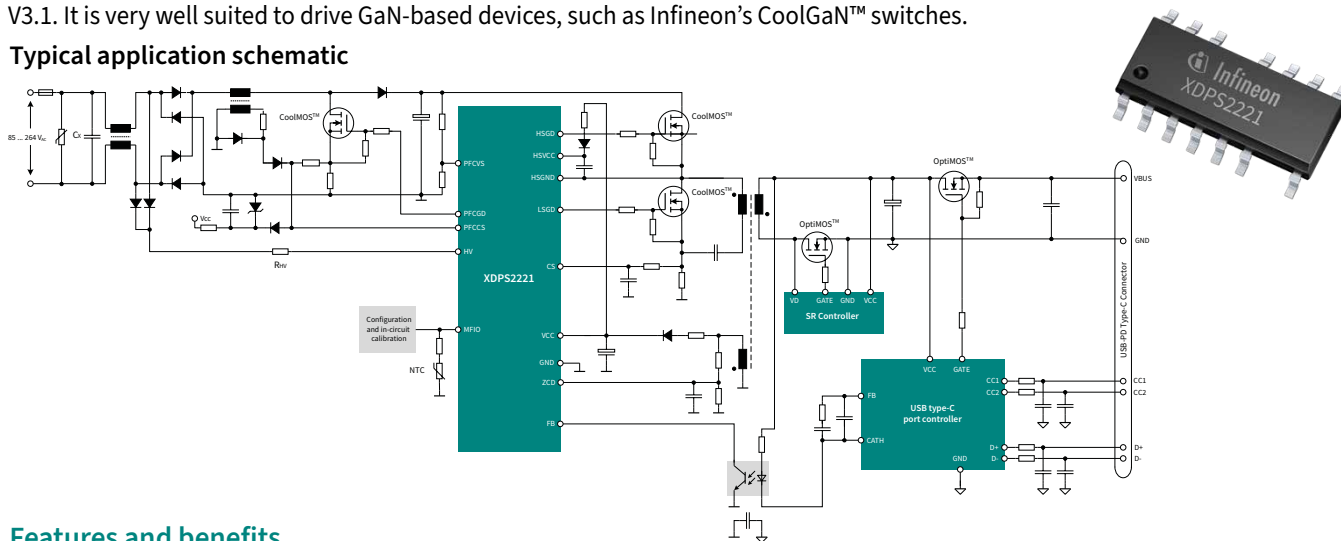 V3.1. It is very well suited to drive GaN-based devices, such as Infineon’s CoolGaN™ switches.
Typical application schematic
Infineon
XDPS2221
85 ... 264 VAC
CX
CoolMOS™
PFCVS
PFCGD
PFCCS
HV
Vcc
RHV
XDPS2221
Configuration
and in-circuit
calibration
MFIO
NTC
HSGD
HSVCC
HSGND
LSGD
CS
VCC
GND
ZCD
FB
CoolMOS™
CoolMOS™
OptiMOS™
OptiMOS™
VD GATE GND VCC
SR Controller
VCC GATE
FB
CATH
USB type-C
port controller
GND
CC1
CC2
D+
D-
VBUS
GND
USB-PD Type-C Connector
CC1
CC2
D+
D-
Features and benefits